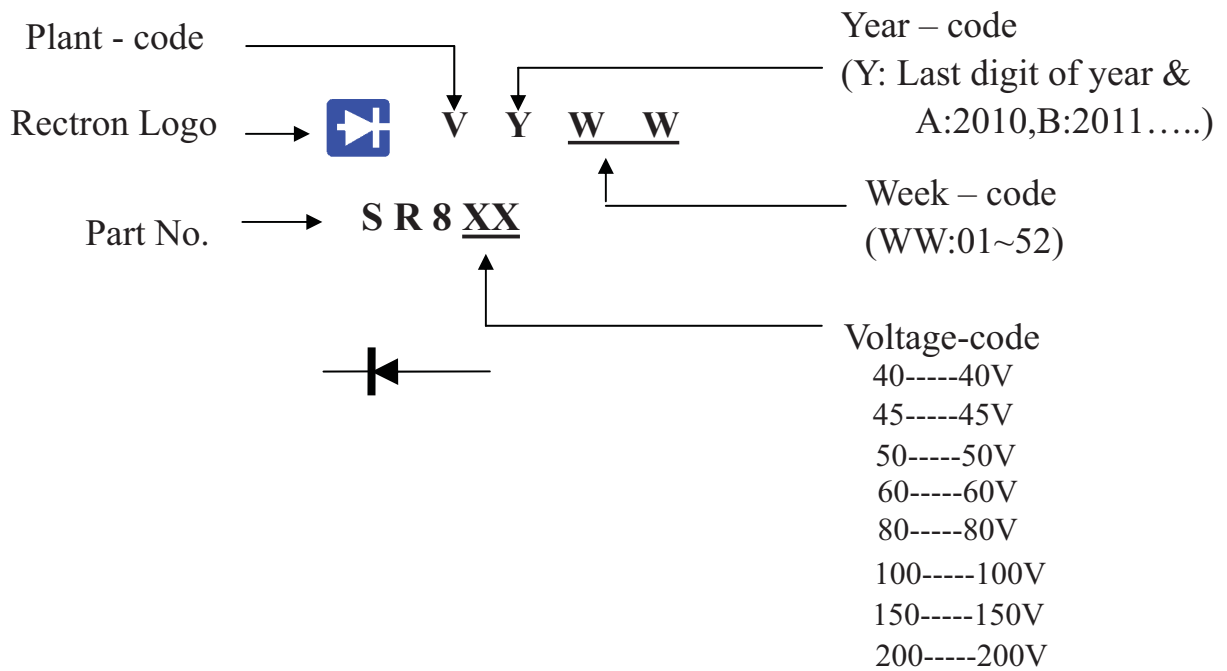 Plant - code
Year – code
(Y: Last digit of year &
A:2010,B:2011…..)
Rectron Logo
V Y W W
Part No.
S R 8 XX
Week – code
(WW:01~52)
Voltage-code
40-----40V
45-----45V
50-----50V
60-----60V
80-----80V
100-----100V
150-----150V
200-----200V